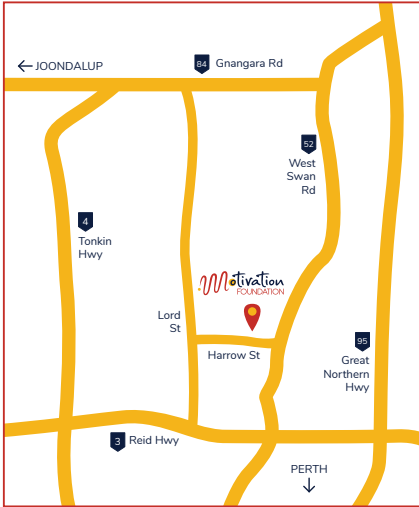 JOONDALUP
84 Gnangara Rd
52
West
Swan
Rd
4
Tonkin
Hwy
Motivation
FOUNDATION
Lord
St
Harrow St
95
Great
Northern
Hwy
3 Reid Hwy
PERTH